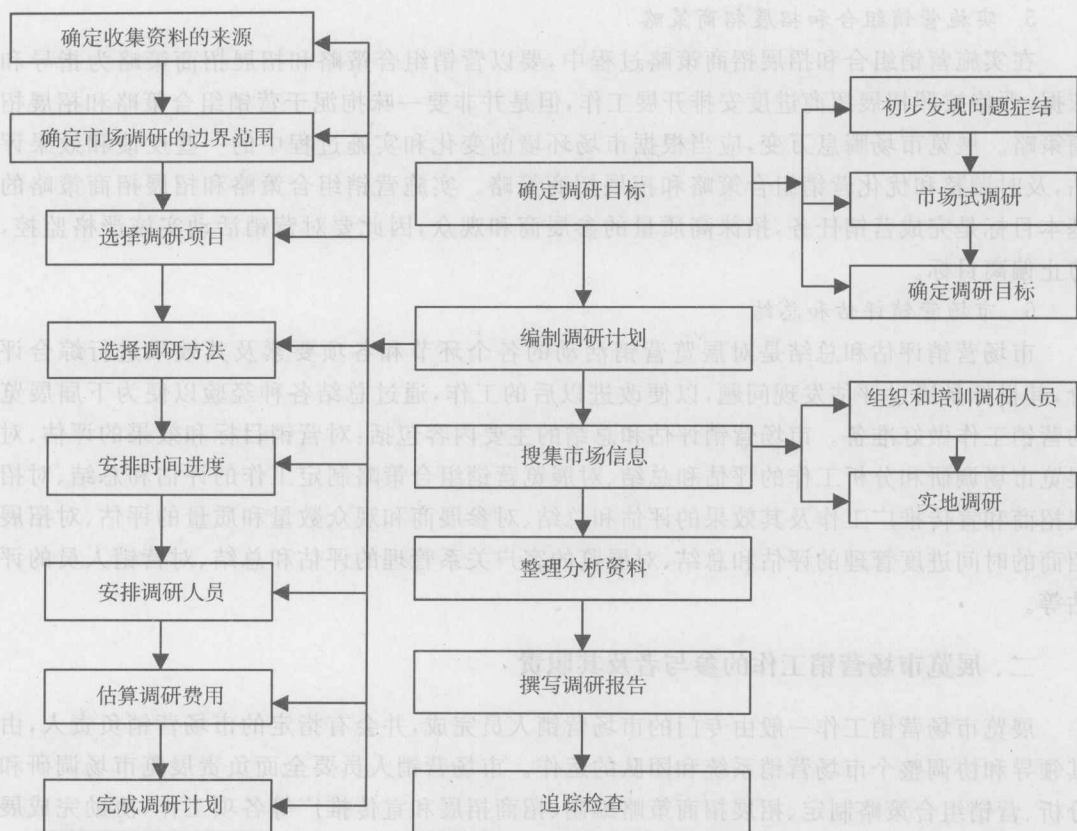 确定收集资料的来源
确定市场调研的边界范围
选择调研项目
选择调研方法
安排时间进度
安排调研人员
估算调研费用
完成调研计划
确定调研目标
编制调研计划
搜集市场信息
整理分析资料
撰写调研报告
追踪检查
初步发现问题症结
市场试调研
确定调研目标
组织和培训调研人员
实地调研